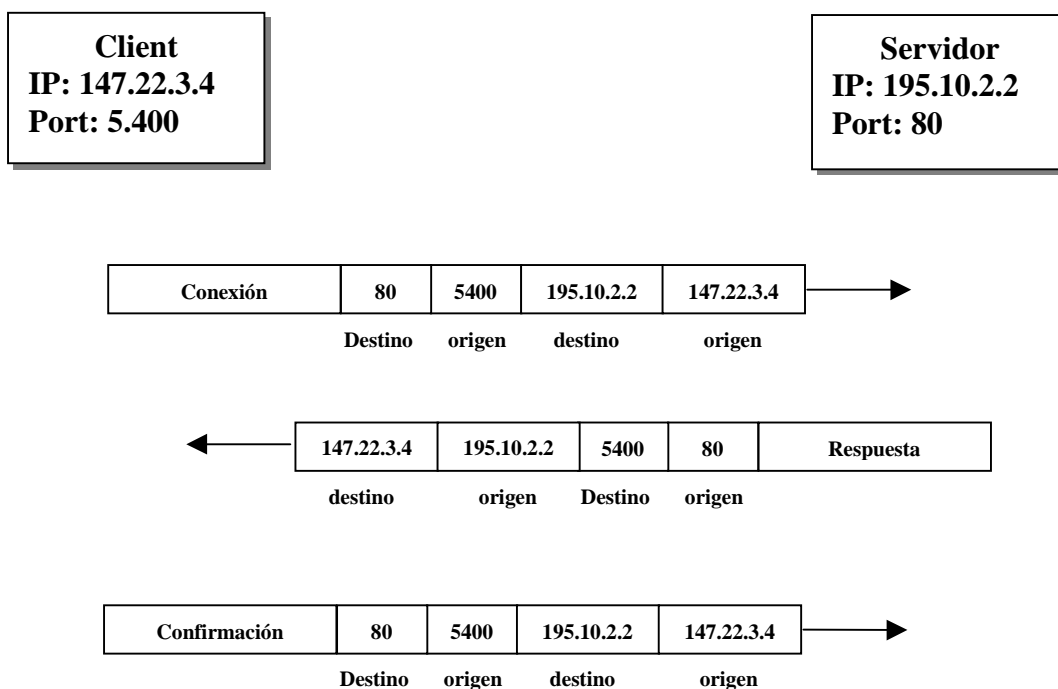 Client
IP: 147.22.3.4
Port: 5.400
Servidor
IP: 195.10.2.2
Port: 80
Conexión 80 5400 195.10.2.2 147.22.3.4
Destino origen destino origen
147.22.3.4 195.10.2.2 5400 80 Respuesta
destino origen Destino origen
Confirmación 80 5400 195.10.2.2 147.22.3.4
Destino origen destino origen